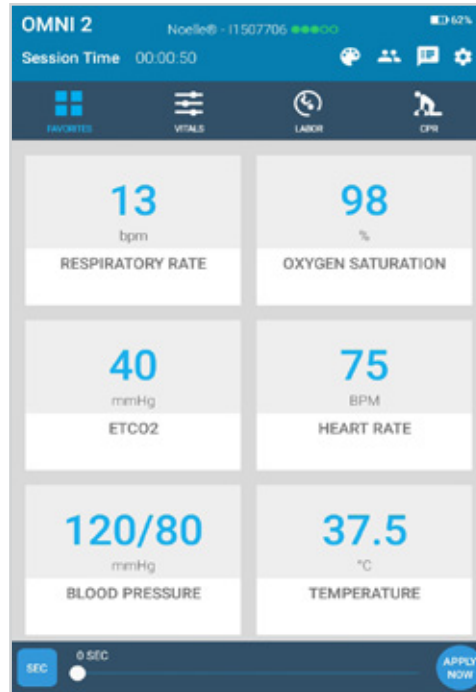 OMNI 2
Noelle® - I1507706
62%
Session Time 00:00:50
FAVORITES VITALS LABOR CPR
13 98
bpm %
RESPIRATORY RATE OXYGEN SATURATION
40 75
mmHg BPM
ETCO2 HEART RATE
120/80 37.5
mmHg °C
BLOOD PRESSURE TEMPERATURE
0 SEC
SEC
APPLY
NOW